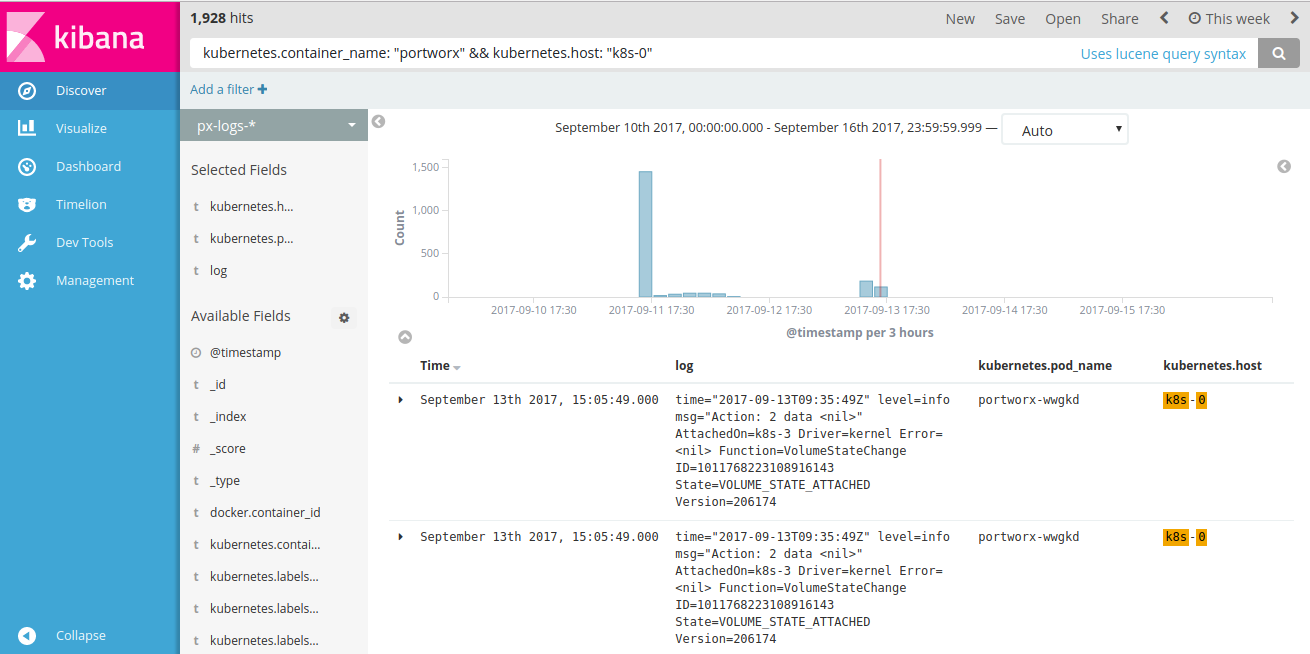 kibana
Discover
Visualize
Dashboard
Timelion
Dev Tools
Management
Collapse
1,928 hits
New Save Open Share This week
kubernetes.container_name: "portworx" && kubernetes.host: "k8s-0"
Uses lucene query syntax
Add a filter +
px-logs-*
Selected Fields
t kubernetes.h...
t kubernetes.p...
t log
Available Fields
@timestamp
t _id
t _index
# _score
t _type
t docker.container_id
t kubernetes.contai...
t kubernetes.labels...
t kubernetes.labels...
t kubernetes.labels...
September 10th 2017, 00:00:00.000 - September 16th 2017, 23:59:59.999 — Auto
Count
1,500
1,000
500
0
2017-09-10 17:30 2017-09-11 17:30 2017-09-12 17:30 2017-09-13 17:30 2017-09-14 17:30 2017-09-15 17:30
@timestamp per 3 hours
Time log kubernetes.pod_name kubernetes.host
September 13th 2017, 15:05:49.000 time="2017-09-13T09:35:49Z" level=info portworx-wwgkd k8s-0
msg="Action: 2 data <nil>"
AttachedOn=k8s-3 Driver=kernel Error=
<nil> Function=VolumeStateChange
ID=1011768223108916143
State=VOLUME_STATE_ATTACHED
Version=206174
September 13th 2017, 15:05:49.000 time="2017-09-13T09:35:49Z" level=info portworx-wwgkd k8s-0
msg="Action: 2 data <nil>"
AttachedOn=k8s-3 Driver=kernel Error=
<nil> Function=VolumeStateChange
ID=1011768223108916143
State=VOLUME_STATE_ATTACHED
Version=206174